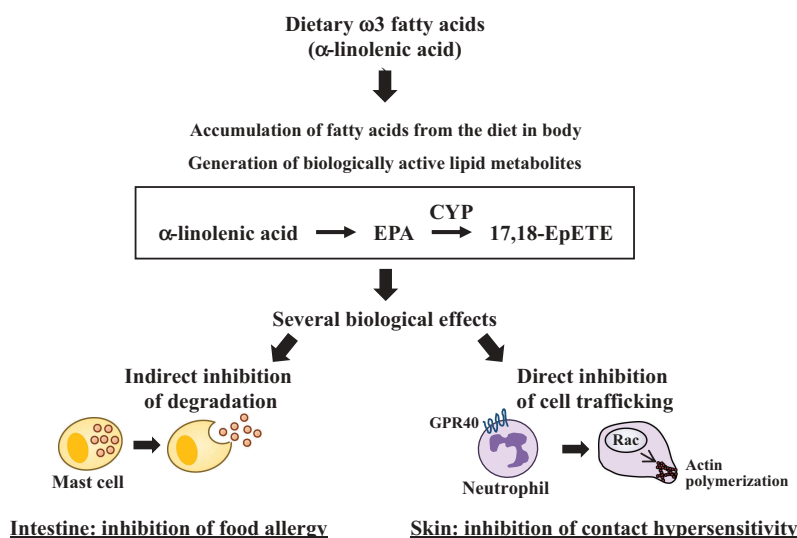 Dietary ω3 fatty acids
(α-linolenic acid)
Accumulation of fatty acids from the diet in body
Generation of biologically active lipid metabolites
CYP
α-linolenic acid EPA 17,18-EpETE
Several biological effects
Indirect inhibition
of degradation
Mast cell
Intestine: inhibition of food allergy
Direct inhibition
of cell trafficking
GPR40
Rac
Neutrophil
Actin
polymerization
Skin: inhibition of contact hypersensitivity